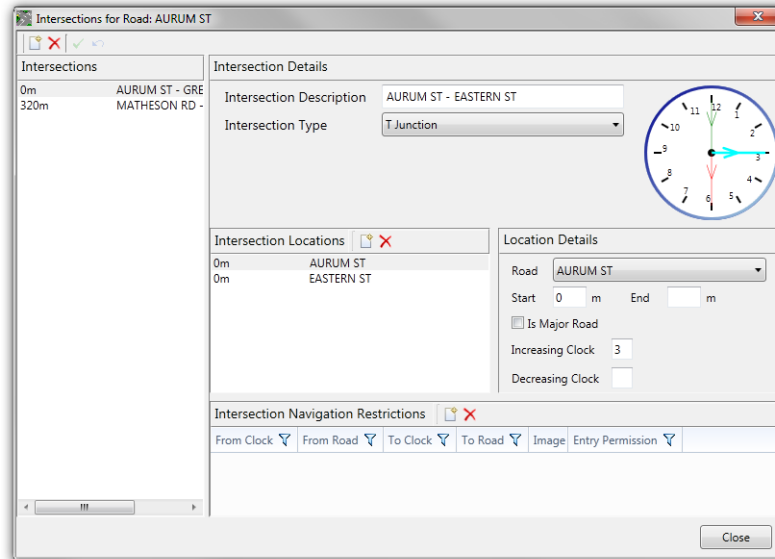 Intersections for Road: AURUM ST
Intersections
0m AURUM ST - GRE
320m MATHESON RD -
Intersection Details
Intersection Description AURUM ST - EASTERN ST
Intersection Type T Junction
12
1
2
3
4
5
6
7
8
9
10
11
Intersection Locations
0m AURUM ST
0m EASTERN ST
Location Details
Road AURUM ST
Start 0 m End m
Is Major Road
Increasing Clock 3
Decreasing Clock
Intersection Navigation Restrictions
From Clock From Road To Clock To Road Image Entry Permission
Close